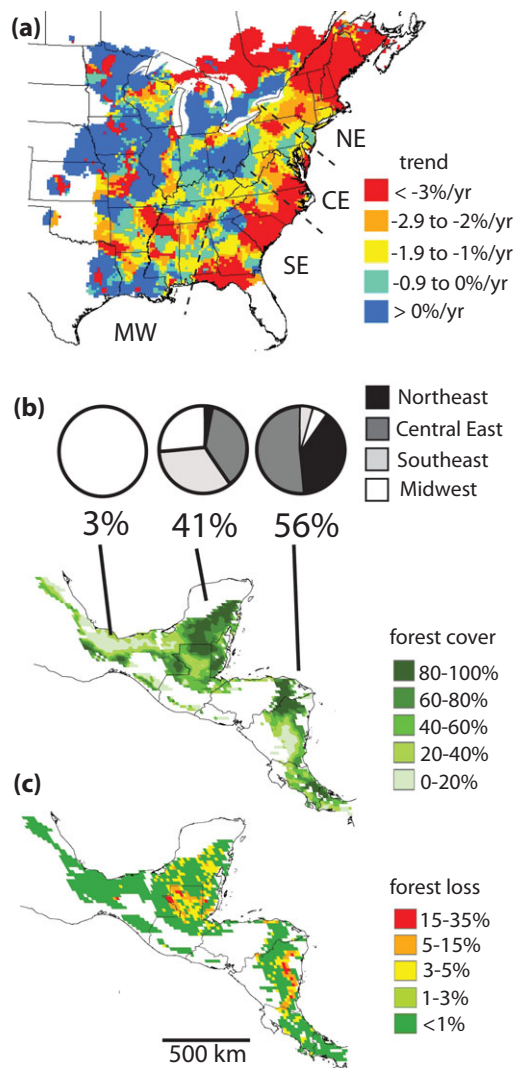 (a)
NE
CE
SE
MW
trend
< -3%/yr
-2.9 to -2%/yr
-1.9 to -1%/yr
-0.9 to 0%/yr
> 0%/yr
(b)
Northeast
Central East
Southeast
Midwest
3%
41%
56%
forest cover
80-100%
60-80%
40-60%
20-40%
0-20%
(c)
forest loss
15-35%
5-15%
3-5%
1-3%
<1%
500 km